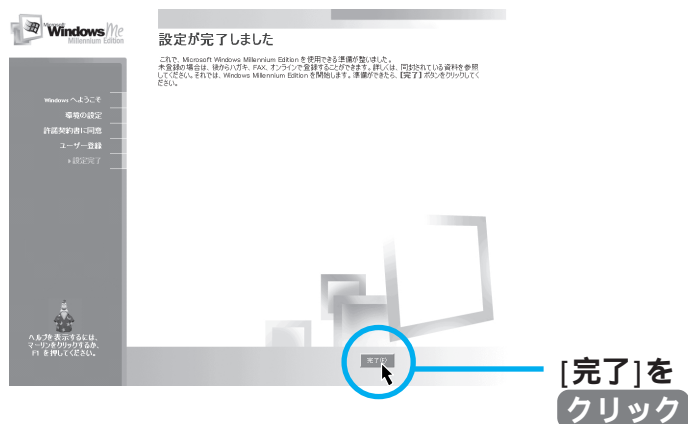 Microsoft
Windows Me
Millennium Edition
設定が完了しました
これで、Microsoft Windows Millennium Edition を使用できる準備が整いました。
未登録の場合は、後からハガキ、FAX、オンラインで登録することができます。詳しくは、同封されている資料を参照
してください。それでは、Windows Millennium Edition を開始します。準備ができたら、[完了] ボタンをクリックしてく
ださい。
Windows へようこそ
環境の設定
許諾契約書に同意
ユーザー登録
▶設定完了
ヘルプを表示するには、
マーリンをクリックするか、
F1 を押してください。
完了(F)
[完了]を
クリック